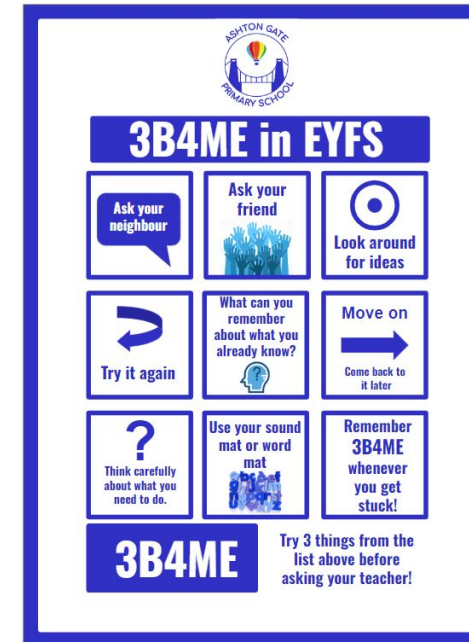 ASHTON GATE
PRIMARY SCHOOL
3B4ME in EYFS
Ask your
neighbour
Ask your
friend
Look around
for ideas
Try it again
What can you
remember
about what you
already know?
?
Move on
Come back to
it later
?
Think carefully
about what you
need to do.
Use your sound
mat or word
mat
Remember
3B4ME
whenever
you get
stuck!
3B4ME
Try 3 things from the
list above before
asking your teacher!